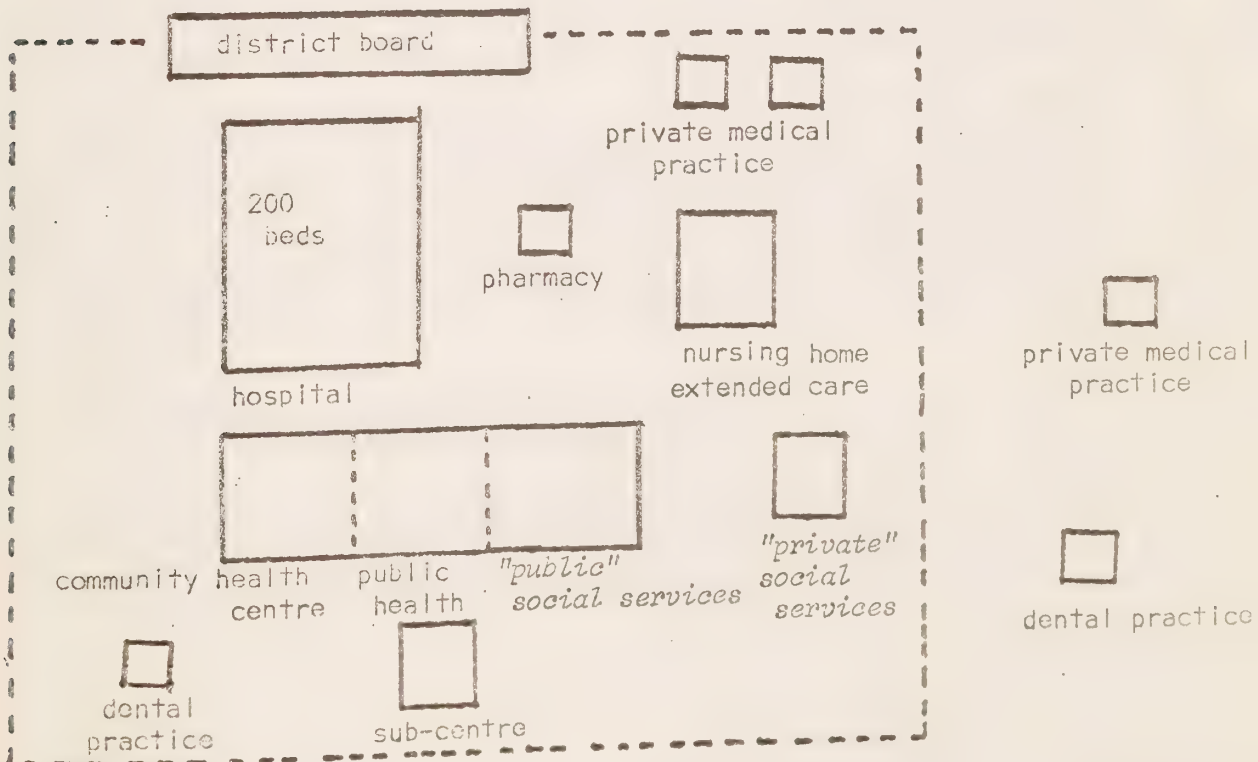 district board
private medical
practice
200
beds
pharmacy
hospital
nursing home
extended care
private medical
practice
community health
centre
public
health
"public"
social services
"private"
social
services
dental practice
dental
practice
sub-centre